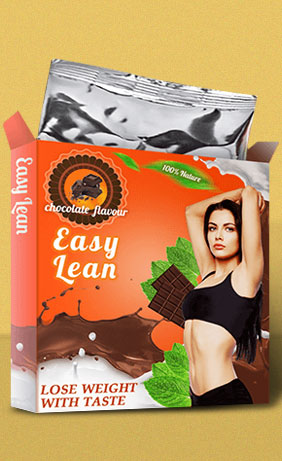 Easy Lean
chocolate flavour
100% Nature
Easy
Lean
LOSE WEIGHT
WITH TASTE